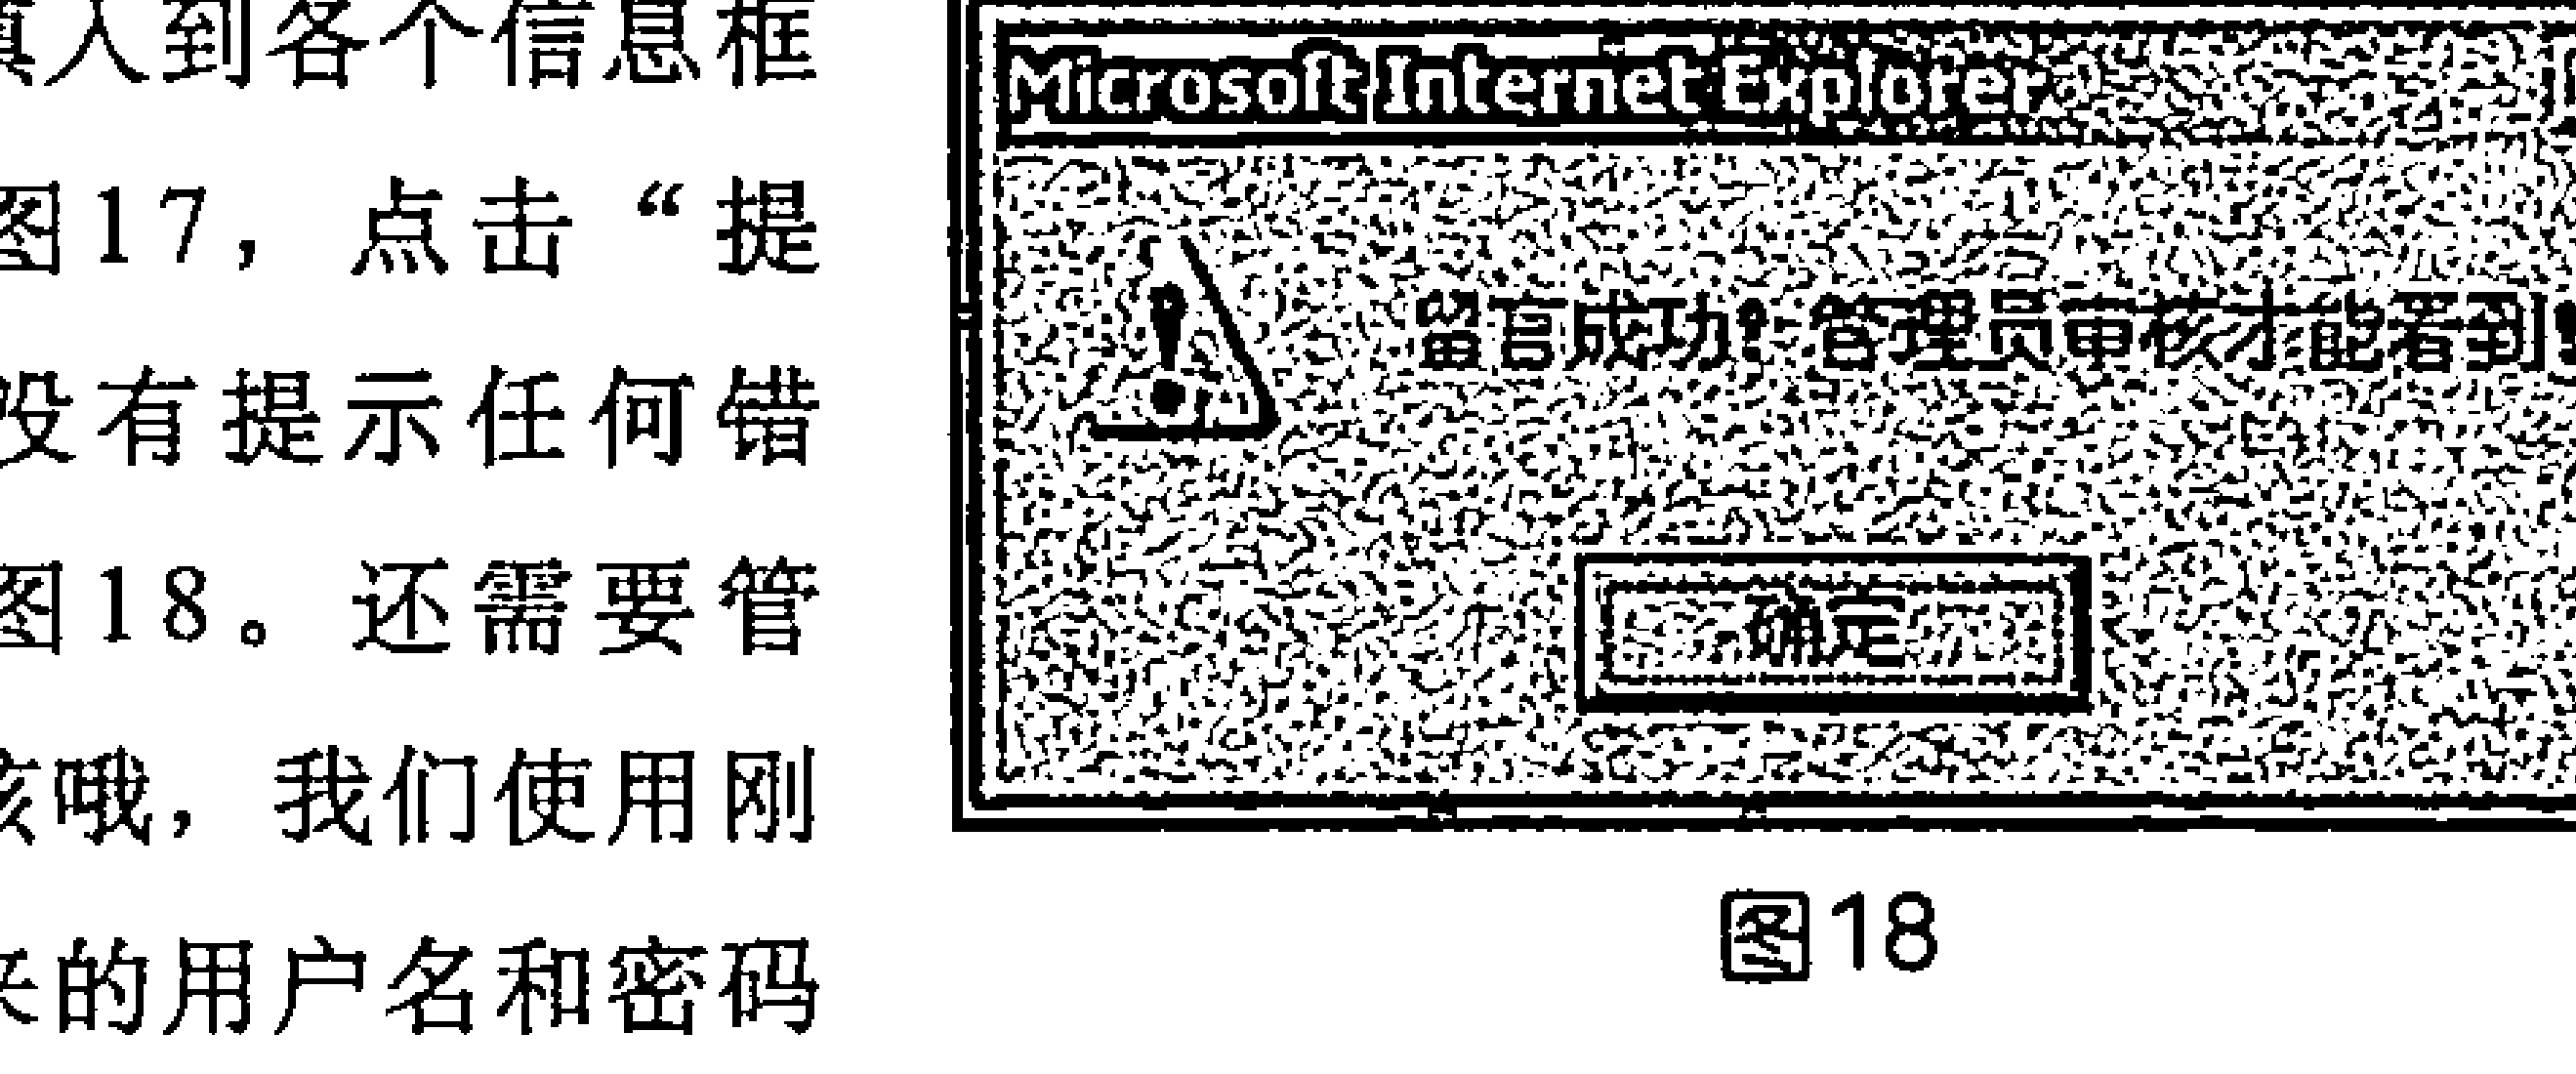 填入到各个信息框
图17，点击“提
没有提示任何错
图18。还需要管
核哦，我们使用刚
来的用户名和密码
Microsoft Internet Explorer
留言成功！管理员审核才能看到！
确定
图18